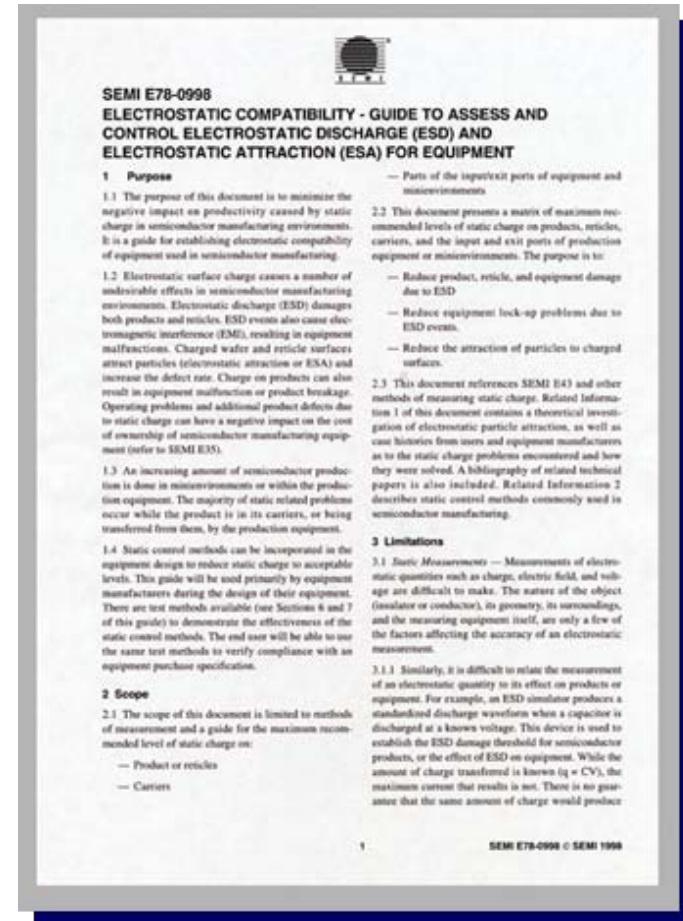 SEMI
SEMI E78-0998
ELECTROSTATIC COMPATIBILITY - GUIDE TO ASSESS AND
CONTROL ELECTROSTATIC DISCHARGE (ESD) AND
ELECTROSTATIC ATTRACTION (ESA) FOR EQUIPMENT
1 Purpose
1.1 The purpose of this document is to minimize the
negative impact on productivity caused by static
charge in semiconductor manufacturing environments.
It is a guide for establishing electrostatic compatibility
of equipment used in semiconductor manufacturing.
1.2 Electrostatic surface charge causes a number of
undesirable effects in semiconductor manufacturing
environments. Electrostatic discharge (ESD) damages
both products and reticles. ESD events also cause elec-
tromagnetic interference (EMI), resulting in equipment
malfunctions. Charged wafer and reticle surfaces
attract particles (electrostatic attraction or ESA) and
increase the defect rate. Charge on products can also
result in equipment malfunction or product breakage.
Operating problems and additional product defects due
to static charge can have a negative impact on the cost
of ownership of semiconductor manufacturing equip-
ment (refer to SEMI E35).
1.3 An increasing amount of semiconductor produc-
tion is done in minienvironments or within the produc-
tion equipment. The majority of static related problems
occur while the product is in its carriers, or being
transferred from them, by the production equipment.
1.4 Static control methods can be incorporated in the
equipment design to reduce static charge to acceptable
levels. This guide will be used primarily by equipment
manufacturers during the design of their equipment.
There are test methods available (see Sections 6 and 7
of this guide) to demonstrate the effectiveness of the
static control methods. The end user will be able to use
the same test methods to verify compliance with an
equipment purchase specification.
2 Scope
2.1 The scope of this document is limited to methods
of measurement and a guide for the maximum recom-
mended level of static charge on:
— Product or reticles
— Carriers
— Parts of the input/exit ports of equipment and
minienvironments
2.2 This document presents a matrix of maximum rec-
ommended levels of static charge on products, reticles,
carriers, and the input and exit ports of production
equipment or minienvironments. The purpose is to:
— Reduce product, reticle, and equipment damage
due to ESD
— Reduce equipment lock-up problems due to
ESD events.
— Reduce the attraction of particles to charged
surfaces.
2.3 This document references SEMI E43 and other
methods of measuring static charge. Related Informa-
tion 1 of this document contains a theoretical investi-
gation of electrostatic particle attraction, as well as
case histories from users and equipment manufacturers
as to the static charge problems encountered and how
they were solved. A bibliography of related technical
papers is also included. Related Information 2
describes static control methods commonly used in
semiconductor manufacturing.
3 Limitations
3.1 Static Measurements — Measurements of electro-
static quantities such as charge, electric field, and volt-
age are difficult to make. The nature of the object
(insulator or conductor), its geometry, its surroundings,
and the measuring equipment itself, are only a few of
the factors affecting the accuracy of an electrostatic
measurement.
3.1.1 Similarly, it is difficult to relate the measurement
of an electrostatic quantity to its effect on products or
equipment. For example, an ESD simulator produces a
standardized discharge waveform when a capacitor is
discharged at a known voltage. This device is used to
establish the ESD damage threshold for semiconductor
products, or the effect of ESD on equipment. While the
amount of charge transferred is known (q = CV), the
maximum current that results is not. There is no guar-
antee that the same amount of charge would produce
1
SEMI E78-0998 © SEMI 1998